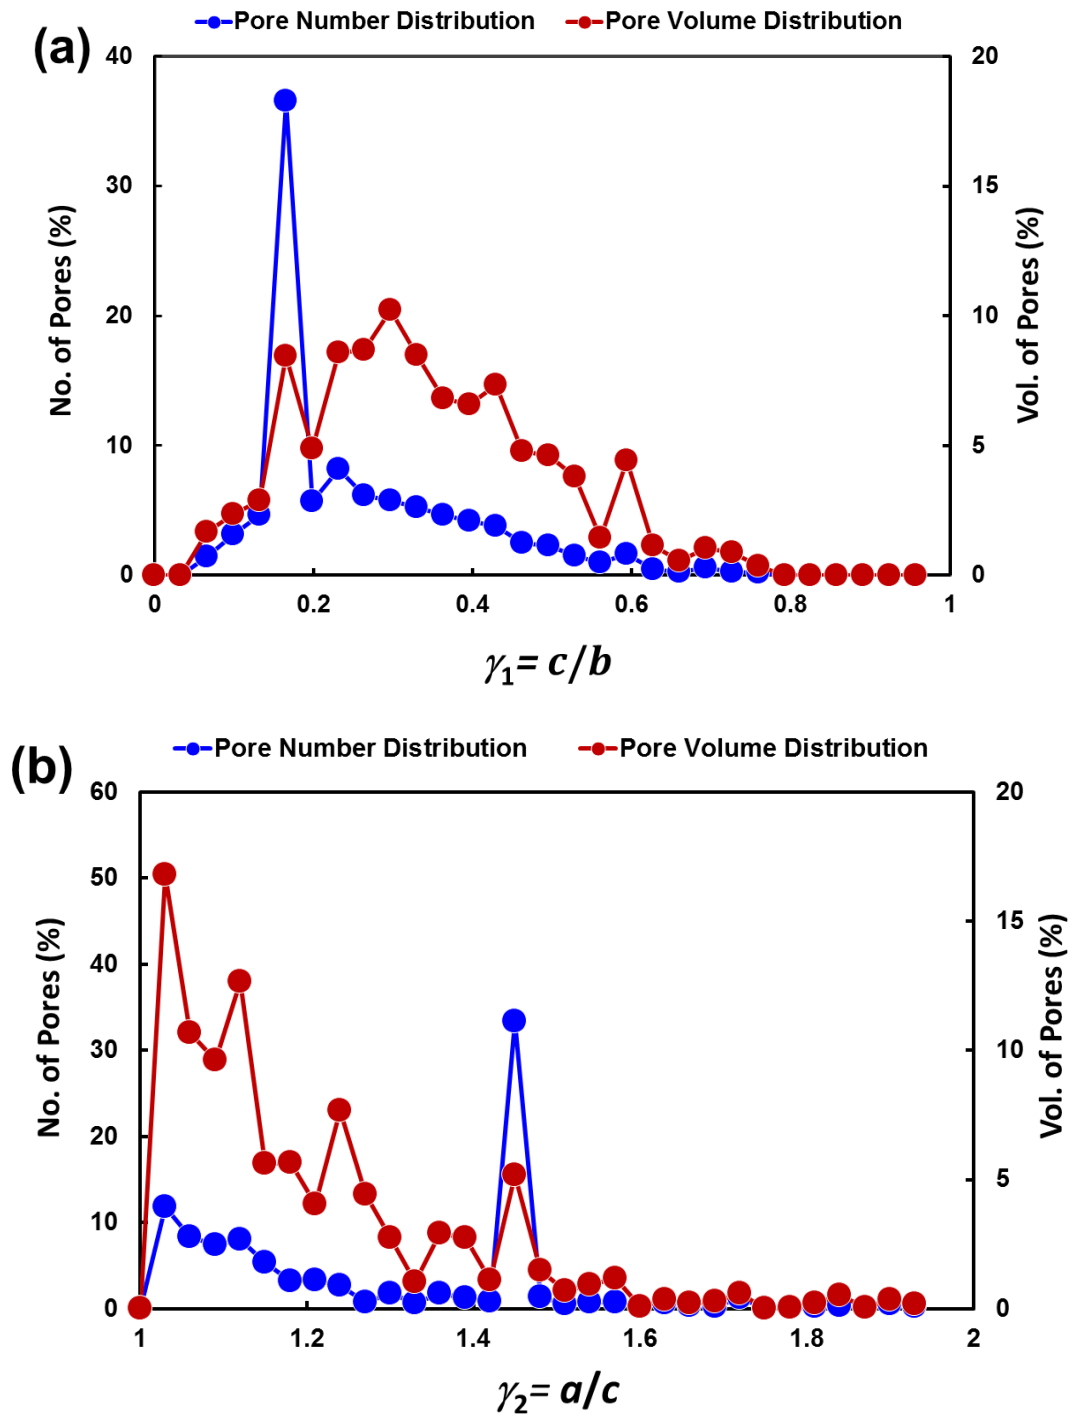 Pore Number Distribution Pore Volume Distribution
(a)
40 20
30 15
20 10
10 5
0 0
No. of Pores (%)
Vol. of Pores (%)
0 0.2 0.4 0.6 0.8 1
γ1= c/b
Pore Number Distribution Pore Volume Distribution
(b)
60 20
50
15
40
30 10
20
5
10
0 0
No. of Pores (%)
Vol. of Pores (%)
1 1.2 1.4 1.6 1.8 2
γ2= a/c